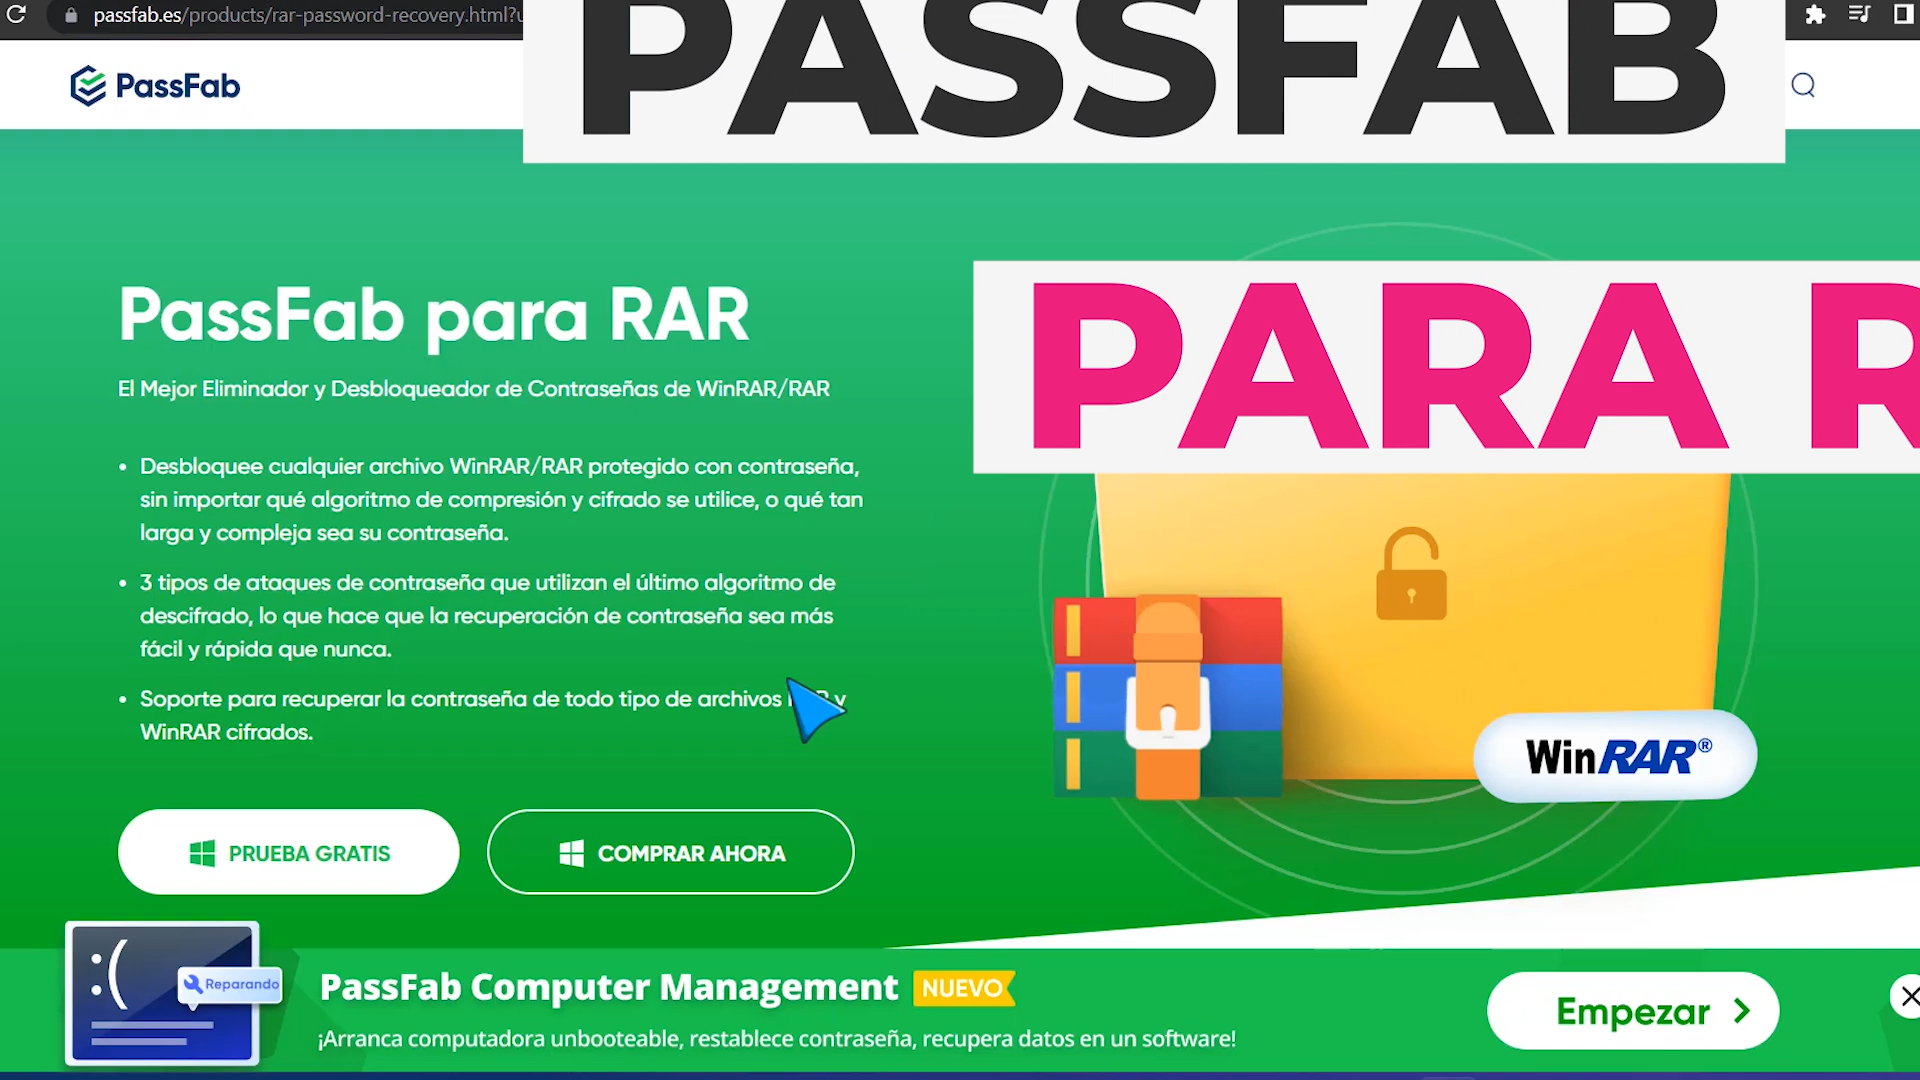 passfab.es/products/rar-password-recovery.html?
PASSFAB
PassFab
PARA R
PassFab para RAR
El Mejor Eliminador y Desbloqueador de Contraseñas de WinRAR/RAR
• Desbloquee cualquier archivo WinRAR/RAR protegido con contraseña,
sin importar qué algoritmo de compresión y cifrado se utilice, o qué tan
larga y compleja sea su contraseña.
• 3 tipos de ataques de contraseña que utilizan el último algoritmo de
descifrado, lo que hace que la recuperación de contraseña sea más
fácil y rápida que nunca.
• Soporte para recuperar la contraseña de todo tipo de archivos y
WinRAR cifrados.
WinRAR®
PRUEBA GRATIS
COMPRAR AHORA
:(
Reparando
PassFab Computer Management NUEVO
¡Arranca computadora unbooteable, restablece contraseña, recupera datos en un software!
Empezar